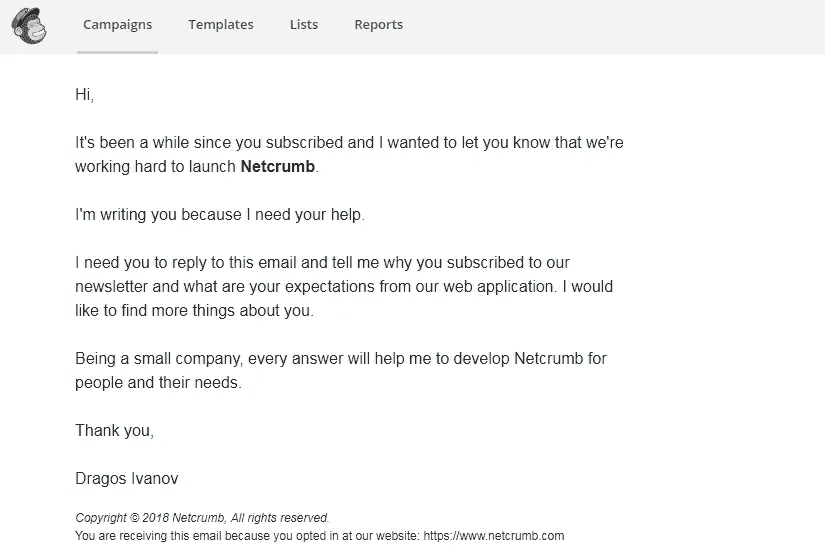 Campaigns Templates Lists Reports
Hi,
It's been a while since you subscribed and I wanted to let you know that we're
working hard to launch Netcrumb.
I'm writing you because I need your help.
I need you to reply to this email and tell me why you subscribed to our
newsletter and what are your expectations from our web application. I would
like to find more things about you.
Being a small company, every answer will help me to develop Netcrumb for
people and their needs.
Thank you,
Dragos Ivanov
Copyright © 2018 Netcrumb, All rights reserved.
You are receiving this email because you opted in at our website: https://www.netcrumb.com